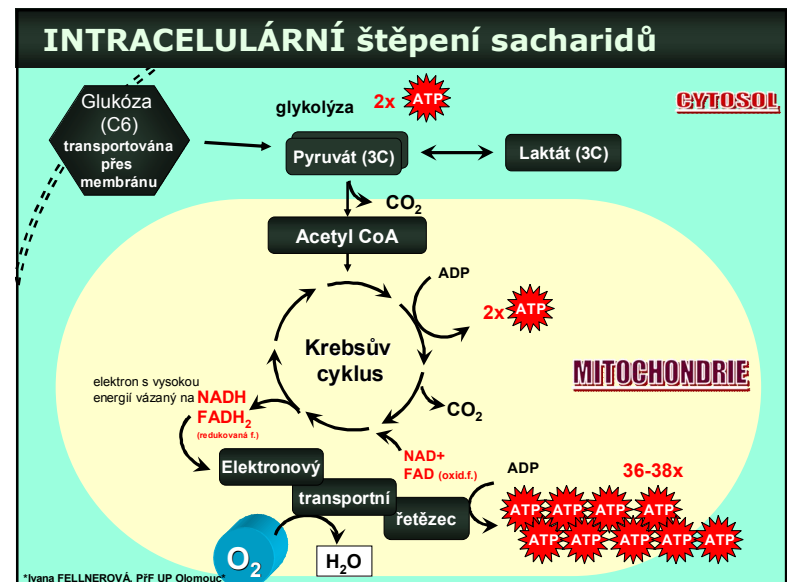 INTRACELULÁRNÍ štěpení sacharidů
Glukóza
(C6)
transportována
přes
membránu
glykolýza
2x ATP
CYTOSOL
Pyruvát (3C)
Laktát (3C)
CO₂
Acetyl CoA
ADP
2x ATP
Krebsův
cyklus
MITOCHONDRIE
elektron s vysokou
energií vázaný na NADH
FADH₂
(redukovaná f.)
CO₂
NAD+
FAD (oxid.f.)
Elektronový
transportní
řetězec
ADP
36-38x
ATP ATP ATP ATP
ATP ATP ATP ATP ATP
O₂
H₂O
*Ivana FELLNEROVÁ, PřF UP Olomouc*